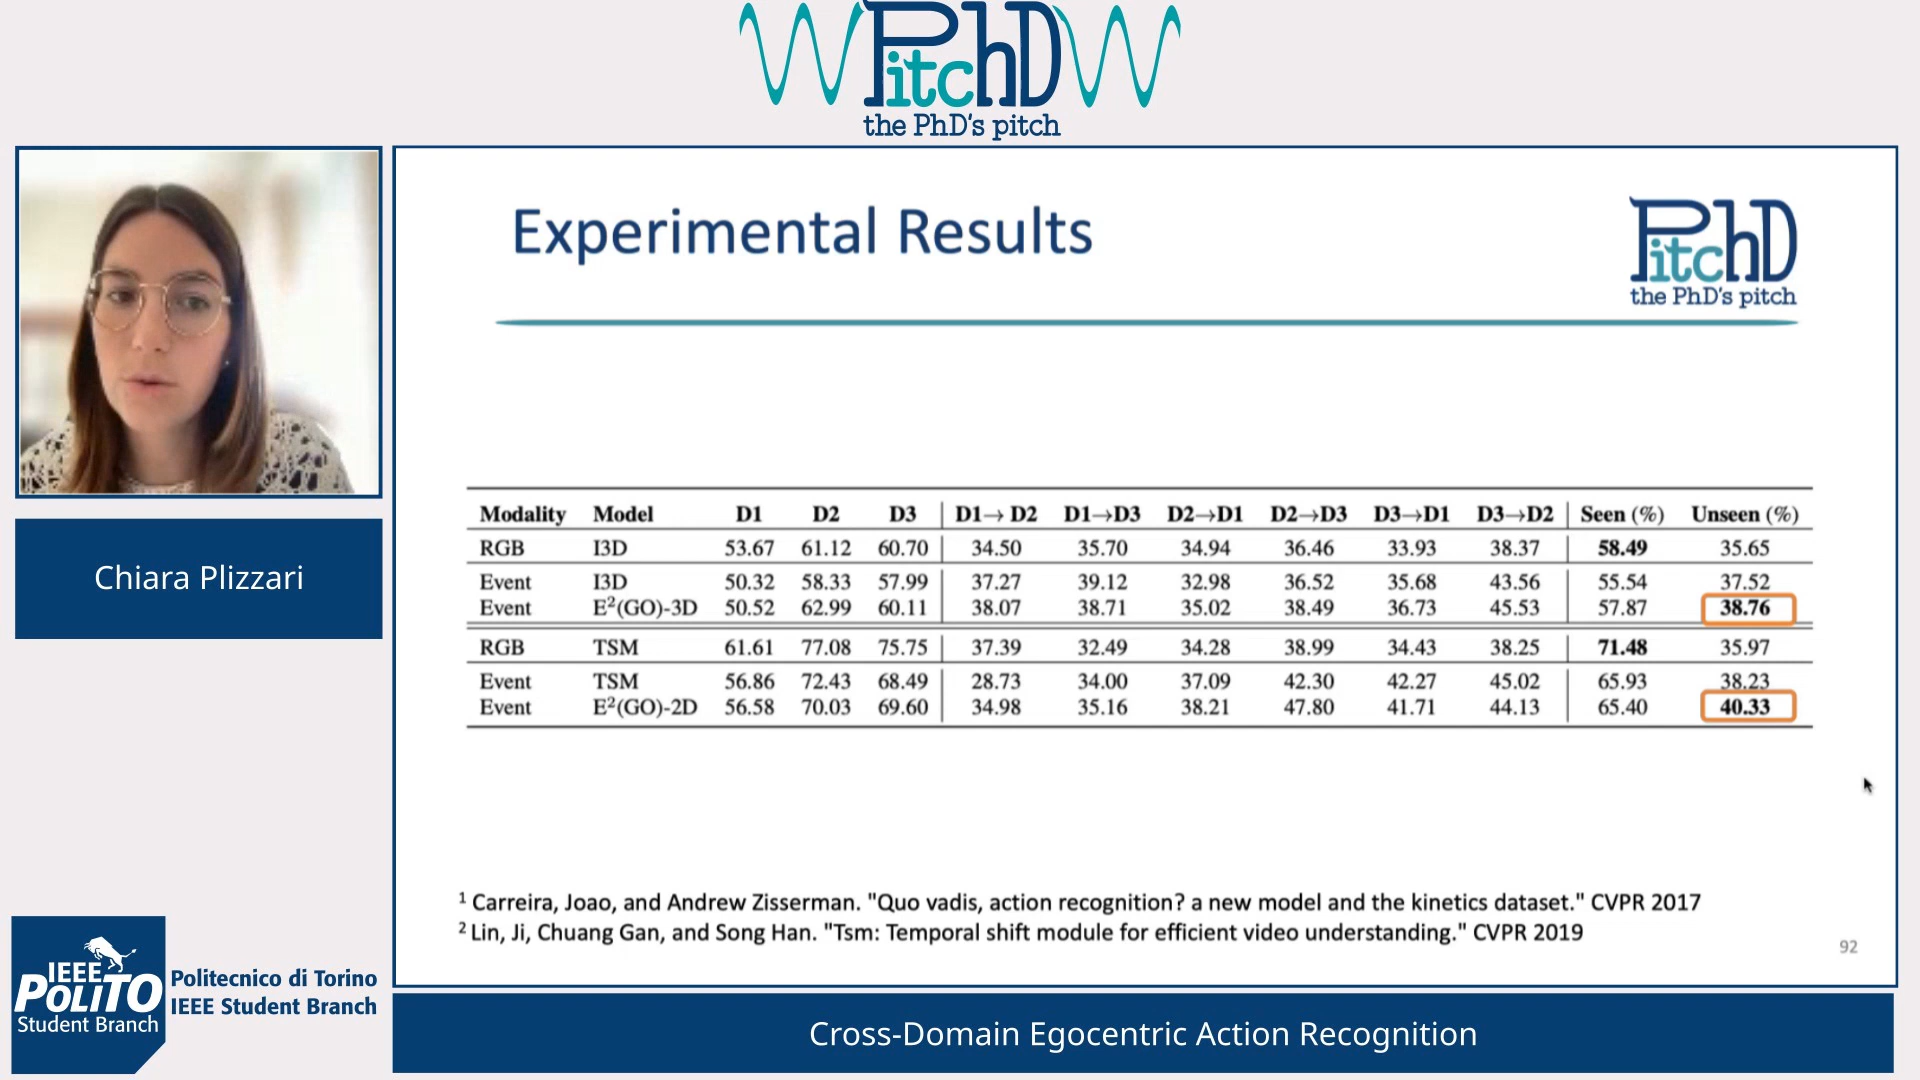 PitchD
the PhD's pitch
Experimental Results
PitchD
the PhD's pitch
Chiara Plizzari
Modality Model D1 D2 D3 D1→ D2 D1→D3 D2→D1 D2→D3 D3→D1 D3→D2 Seen (%) Unseen (%)
RGB I3D 53.67 61.12 60.70 34.50 35.70 34.94 36.46 33.93 38.37 58.49 35.65
Event I3D 50.32 58.33 57.99 37.27 39.12 32.98 36.52 35.68 43.56 55.54 37.52
Event E²(GO)-3D 50.52 62.99 60.11 38.07 38.71 35.02 38.49 36.73 45.53 57.87 38.76
RGB TSM 61.61 77.08 75.75 37.39 32.49 34.28 38.99 34.43 38.25 71.48 35.97
Event TSM 56.86 72.43 68.49 28.73 34.00 37.09 42.30 42.27 45.02 65.93 38.23
Event E²(GO)-2D 56.58 70.03 69.60 34.98 35.16 38.21 47.80 41.71 44.13 65.40 40.33
¹ Carreira, Joao, and Andrew Zisserman. "Quo vadis, action recognition? a new model and the kinetics dataset." CVPR 2017
² Lin, Ji, Chuang Gan, and Song Han. "Tsm: Temporal shift module for efficient video understanding." CVPR 2019
92
IEEE
POLITO
Student Branch
Politecnico di Torino
IEEE Student Branch
Cross-Domain Egocentric Action Recognition